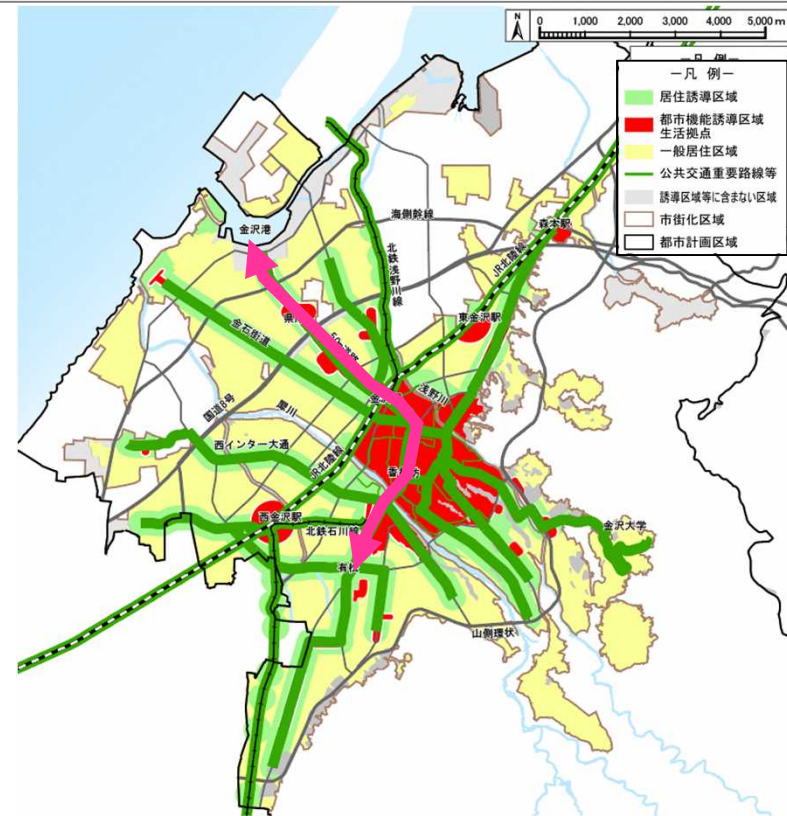 N
0 1,000 2,000 3,000 4,000 5,000 m
－凡 例－
居住誘導区域
都市機能誘導区域
生活拠点
一般居住区域
公共交通重要路線等
誘導区域等に含まない区域
市街化区域
都市計画区域
金沢港
海側幹線
森本駅
北鉄浅野川線
JR北陸線
東金沢駅
金石街道
浅野川
国道8号
犀川
西インター大通
JR北陸線
西金沢駅
北鉄石川線
金沢大学
山側環状